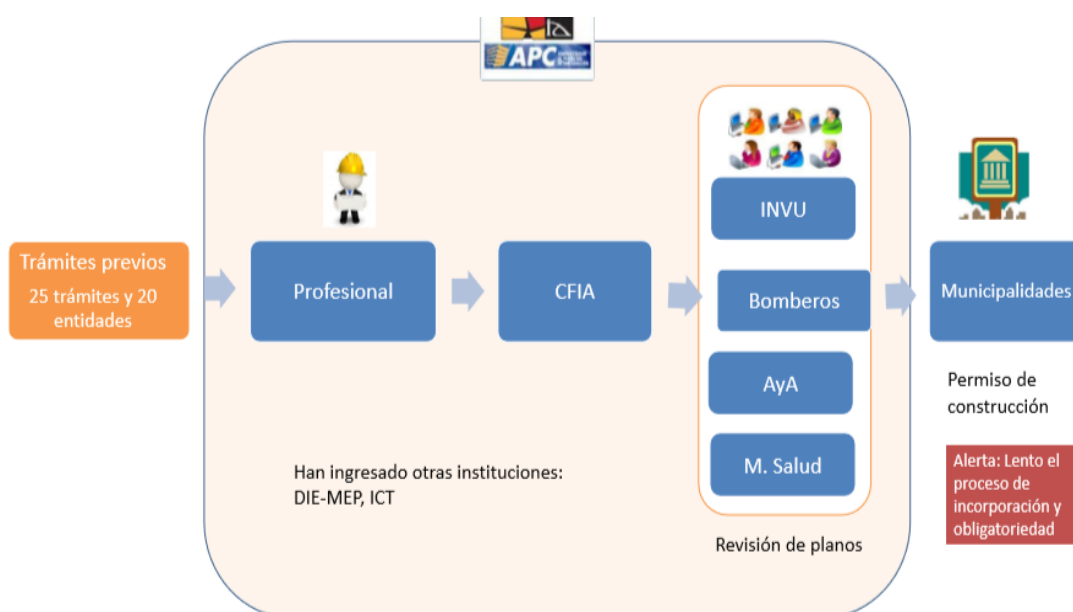 APC
INVU
Trámites previos
25 trámites y 20
entidades
Profesional
CFIA
Bomberos
Municipalidades
AyA
Permiso de
construcción
M. Salud
Han ingresado otras instituciones:
DIE-MEP, ICT
Alerta: Lento el
proceso de
incorporación y
obligatoriedad
Revisión de planos